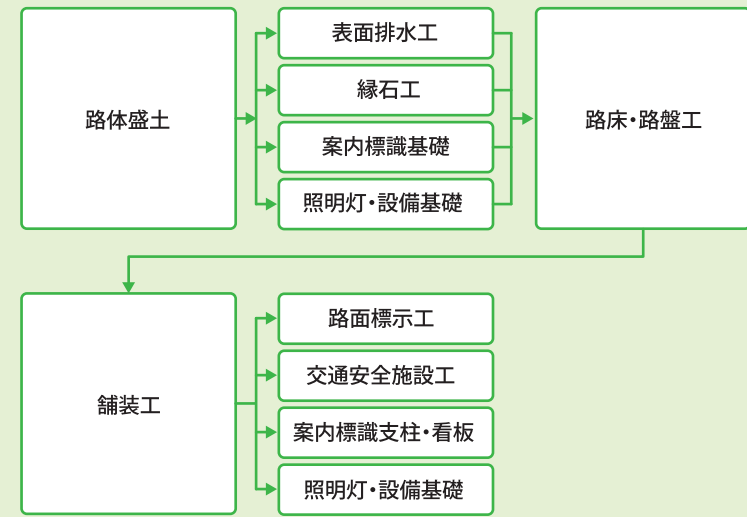 路体盛土
表面排水工
縁石工
案内標識基礎
照明灯・設備基礎
路床・路盤工
舗装工
路面標示工
交通安全施設工
案内標識支柱・看板
照明灯・設備基礎